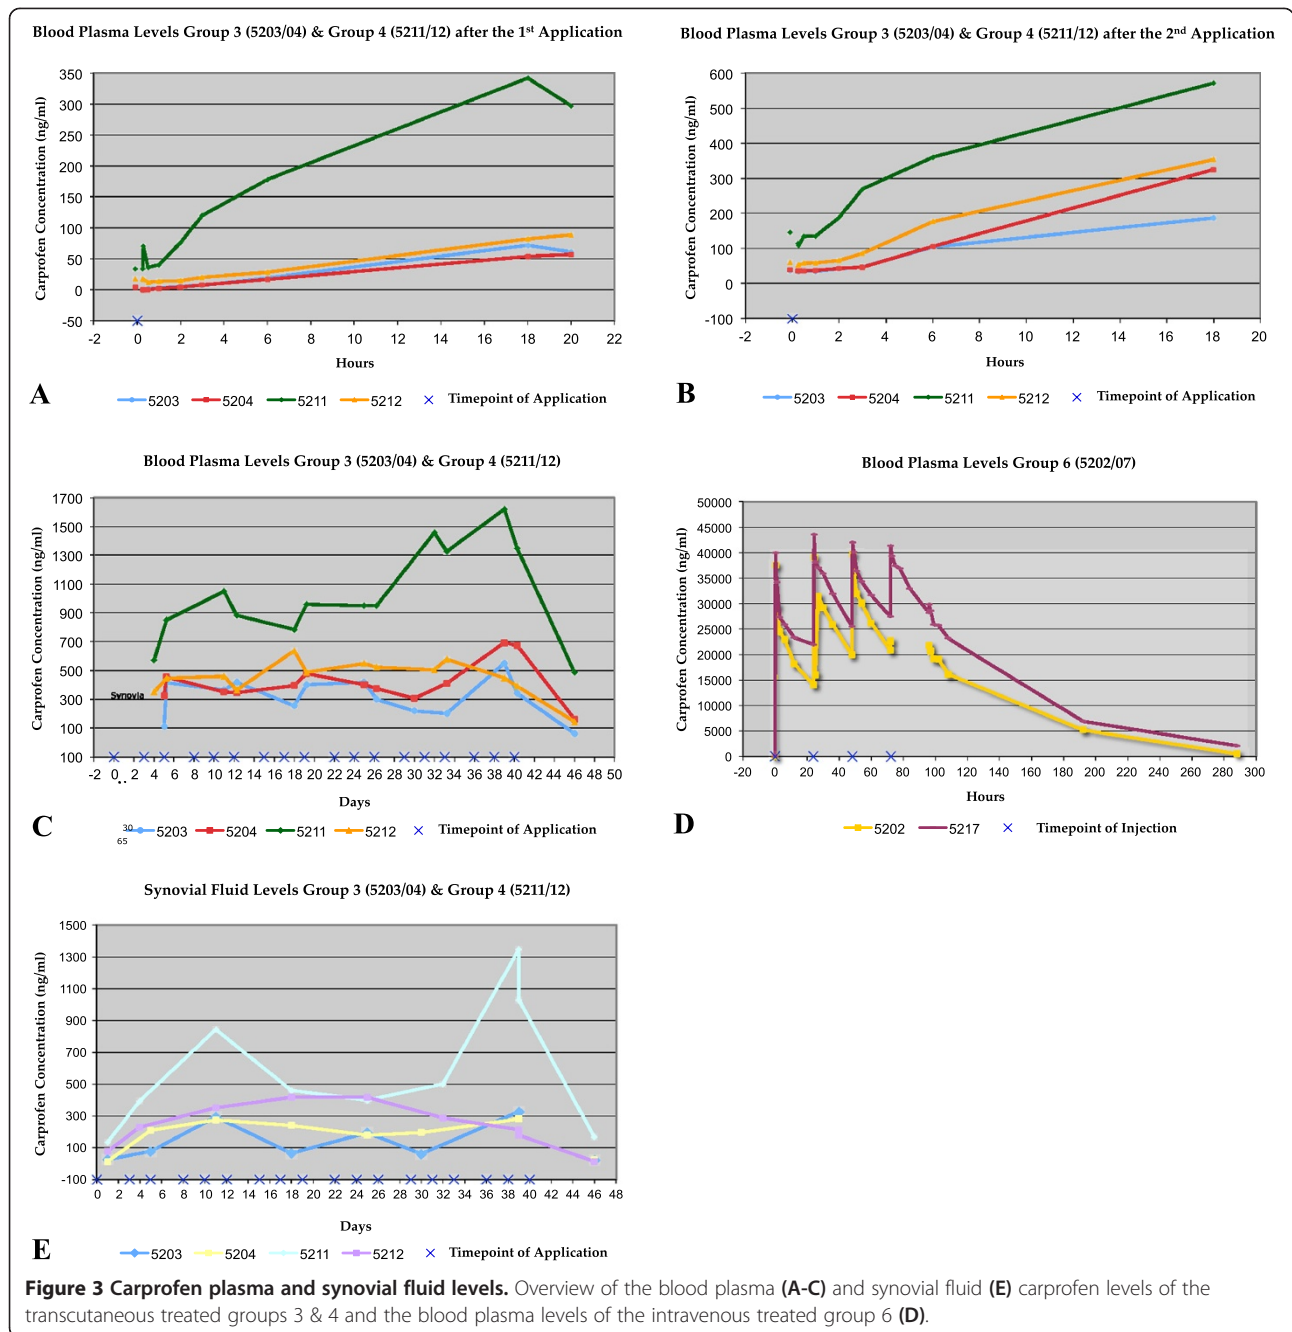 Blood Plasma Levels Group 3 (5203/04) & Group 4 (5211/12) after the 1st Application
Carprofen Concentration (ng/ml)
350
300
250
200
150
100
50
0
-50
-2 0 2 4 6 8 10 12 14 16 18 20 22
Hours
A
5203 5204 5211 5212 × Timepoint of Application
Blood Plasma Levels Group 3 (5203/04) & Group 4 (5211/12) after the 2nd Application
Carprofen Concentration (ng/ml)
600
500
400
300
200
100
0
-100
-2 0 2 4 6 8 10 12 14 16 18 20
Hours
B
5203 5204 5211 5212 × Timepoint of Application
Blood Plasma Levels Group 3 (5203/04) & Group 4 (5211/12)
Carprofen Concentration (ng/ml)
1700
1500
1300
1100
900
700
500
300
100
100
Synovia
-2 0 2 4 6 8 10 12 14 16 18 20 22 24 26 28 30 32 34 36 38 40 42 44 46 48 50
Days
C
30
65
5203 5204 5211 5212 × Timepoint of Application
Blood Plasma Levels Group 6 (5202/07)
Carprofen Concentration (ng/ml)
50000
45000
40000
35000
30000
25000
20000
15000
10000
5000
0
-20 0 20 40 60 80 100 120 140 160 180 200 220 240 260 280 300
Hours
D
5202 5217 × Timepoint of Injection
Synovial Fluid Levels Group 3 (5203/04) & Group 4 (5211/12)
Carprofen Concentration (ng/ml)
1500
1300
1100
900
700
500
300
100
-100
0 2 4 6 8 10 12 14 16 18 20 22 24 26 28 30 32 34 36 38 40 42 44 46 48
Days
E
5203 5204 5211 5212 × Timepoint of Application
Figure 3 Carprofen plasma and synovial fluid levels. Overview of the blood plasma (A-C) and synovial fluid (E) carprofen levels of the
transcutaneous treated groups 3 & 4 and the blood plasma levels of the intravenous treated group 6 (D).